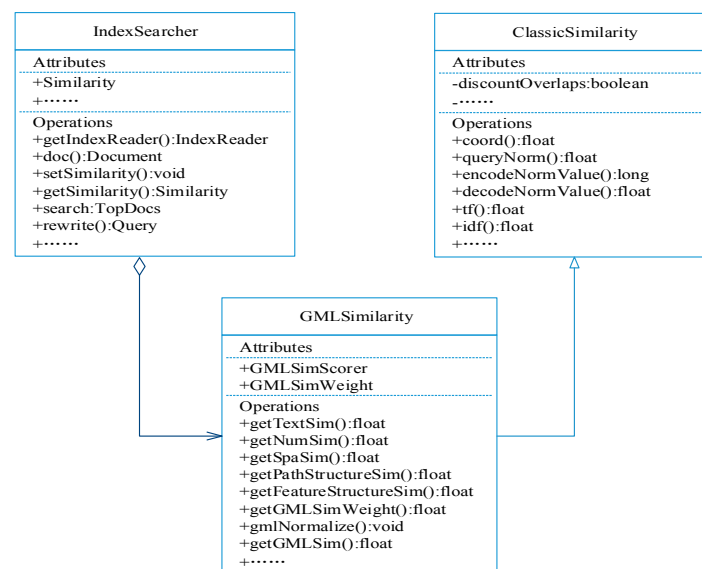 IndexSearcher
Attributes
+Similarity
+······
Operations
+getIndexReader():IndexReader
+doc():Document
+setSimilarity():void
+getSimilarity():Similarity
+search:TopDocs
+rewrite():Query
+······
ClassicSimilarity
Attributes
-discountOverlaps:boolean
-······
Operations
+coord():float
+queryNorm():float
+encodeNormValue():long
+decodeNormValue():float
+tf():float
+idf():float
+······
GMLSimilarity
Attributes
+GMLSimScorer
+GMLSimWeight
Operations
+getTextSim():float
+getNumSim():float
+getSpaSim():float
+getPathStructureSim():float
+getFeatureStructureSim():float
+getGMLSimWeight():float
+gmlNormalize():void
+getGMLSim():float
+······